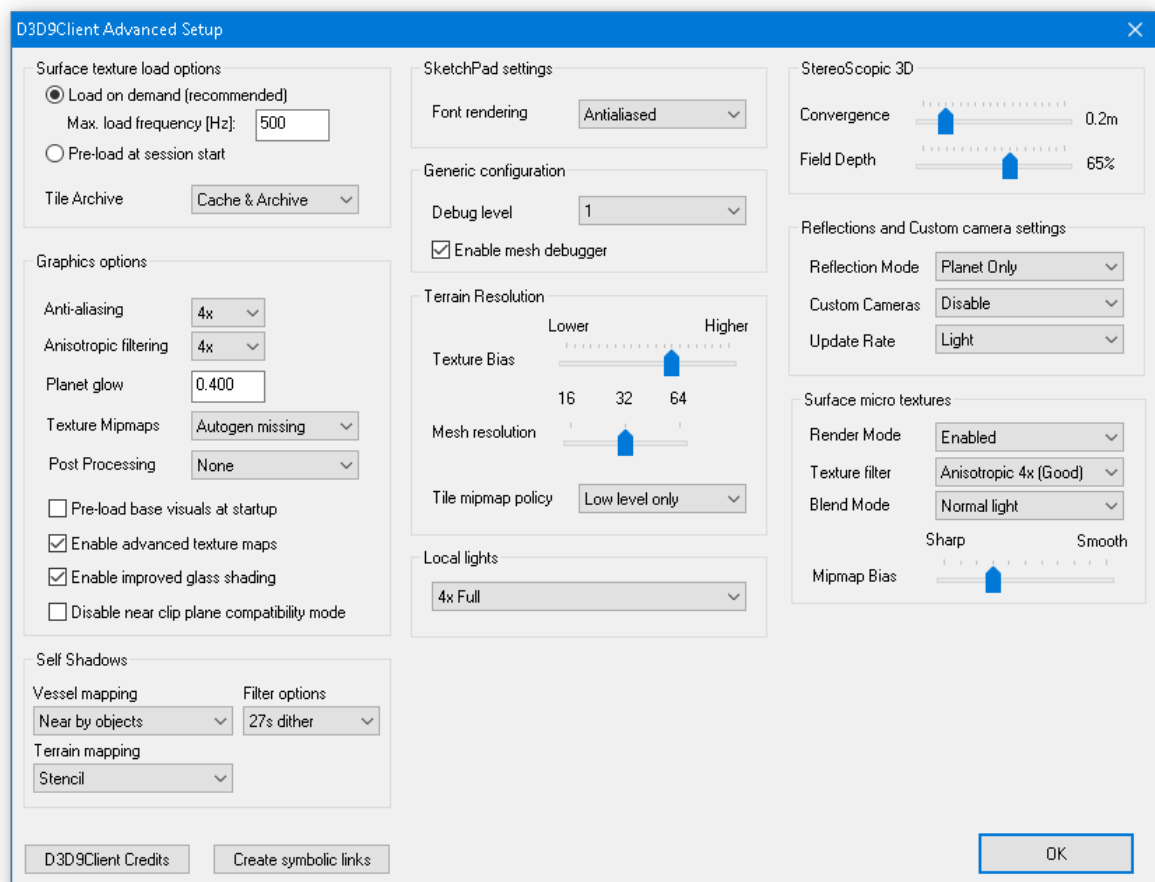 D3D9Client Advanced Setup
Surface texture load options
Load on demand (recommended)
Max. load frequency [Hz]: 500
Pre-load at session start
Tile Archive Cache & Archive
Graphics options
Anti-aliasing 4x
Anisotropic filtering 4x
Planet glow 0.400
Texture Mipmaps Autogen missing
Post Processing None
Pre-load base visuals at startup
Enable advanced texture maps
Enable improved glass shading
Disable near clip plane compatibility mode
Self Shadows
Vessel mapping Filter options
Near by objects 27s dither
Terrain mapping
Stencil
D3D9Client Credits Create symbolic links
SketchPad settings
Font rendering Antialiased
Generic configuration
Debug level 1
Enable mesh debugger
Terrain Resolution
Lower Higher
Texture Bias
16 32 64
Mesh resolution
Tile mipmap policy Low level only
Local lights
4x Full
StereoScopic 3D
Convergence 0.2m
Field Depth 65%
Reflections and Custom camera settings
Reflection Mode Planet Only
Custom Cameras Disable
Update Rate Light
Surface micro textures
Render Mode Enabled
Texture filter Anisotropic 4x (Good)
Blend Mode Normal light
Sharp Smooth
Mipmap Bias
OK